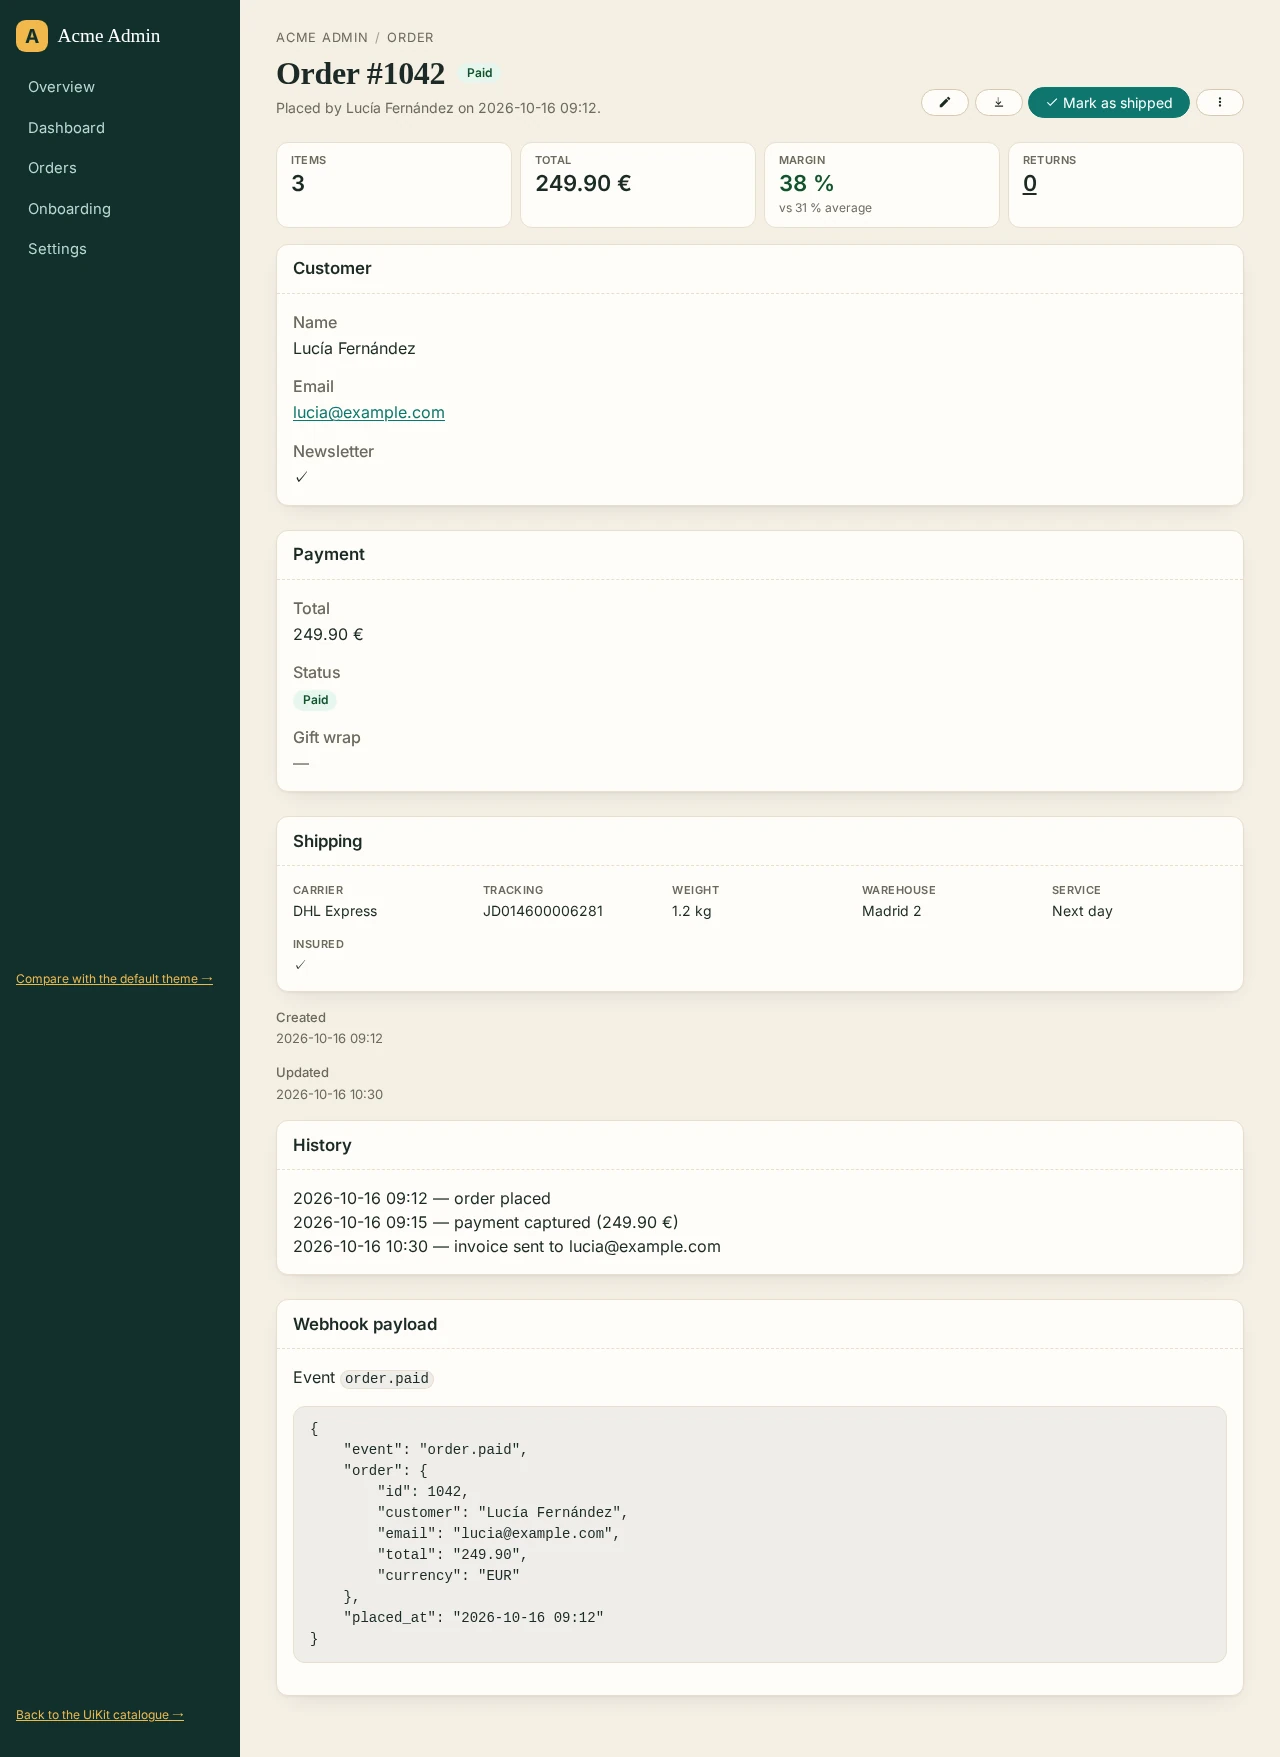 A Acme Admin
Overview
Dashboard
Orders
Onboarding
Settings
Compare with the default theme →
Back to the UiKit catalogue →
ACME ADMIN / ORDER
Order #1042 Paid
Placed by Lucía Fernández on 2026-10-16 09:12.
✓ Mark as shipped
ITEMS
3
TOTAL
249.90 €
MARGIN
38 %
vs 31 % average
RETURNS
0
Customer
Name
Lucía Fernández
Email
lucia@example.com
Newsletter
✓
Payment
Total
249.90 €
Status
Paid
Gift wrap
—
Shipping
CARRIER
DHL Express
TRACKING
JD014600006281
WEIGHT
1.2 kg
WAREHOUSE
Madrid 2
SERVICE
Next day
INSURED
✓
Created
2026-10-16 09:12
Updated
2026-10-16 10:30
History
2026-10-16 09:12 — order placed
2026-10-16 09:15 — payment captured (249.90 €)
2026-10-16 10:30 — invoice sent to lucia@example.com
Webhook payload
Event order.paid
{
    "event": "order.paid",
    "order": {
        "id": 1042,
        "customer": "Lucía Fernández",
        "email": "lucia@example.com",
        "total": "249.90",
        "currency": "EUR"
    },
    "placed_at": "2026-10-16 09:12"
}